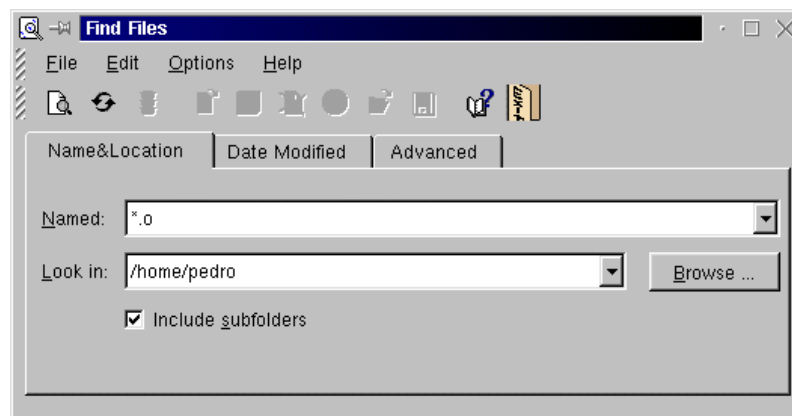 Find Files
File Edit Options Help
EXIT
Name&Location Date Modified Advanced
Named: *.o
Look in: /home/pedro Browse ...
Include subfolders